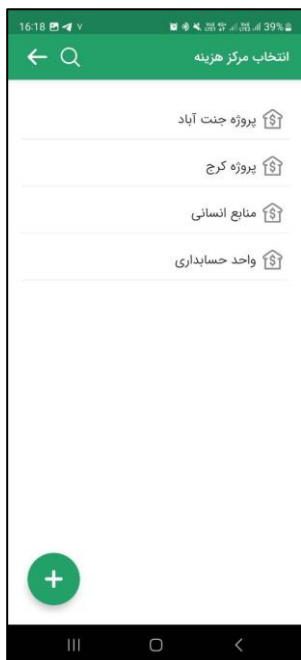 16:18
39%
انتخاب مرکز هزینه
پروژه جنت آباد
پروژه کرج
منابع انسانی
واحد حسابداری